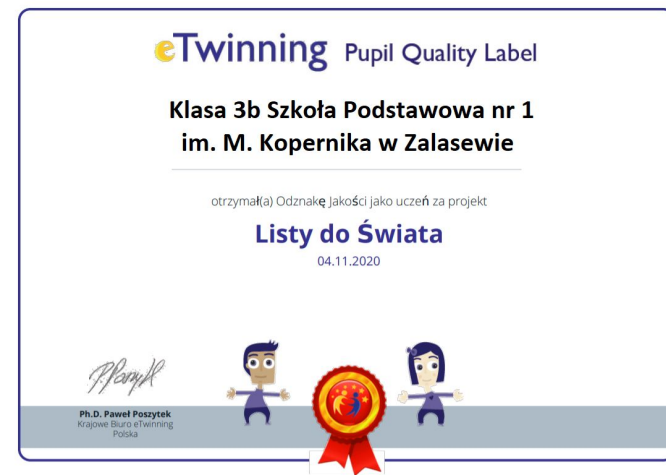 eTwinning Pupil Quality Label
Klasa 3b Szkoła Podstawowa nr 1
im. M. Kopernika w Zalasewie
otrzymał(a) Odznakę Jakości jako uczeń za projekt
Listy do Świata
04.11.2020
Ph.D. Paweł Poszytek
Krajowe Biuro eTwinning
Polska